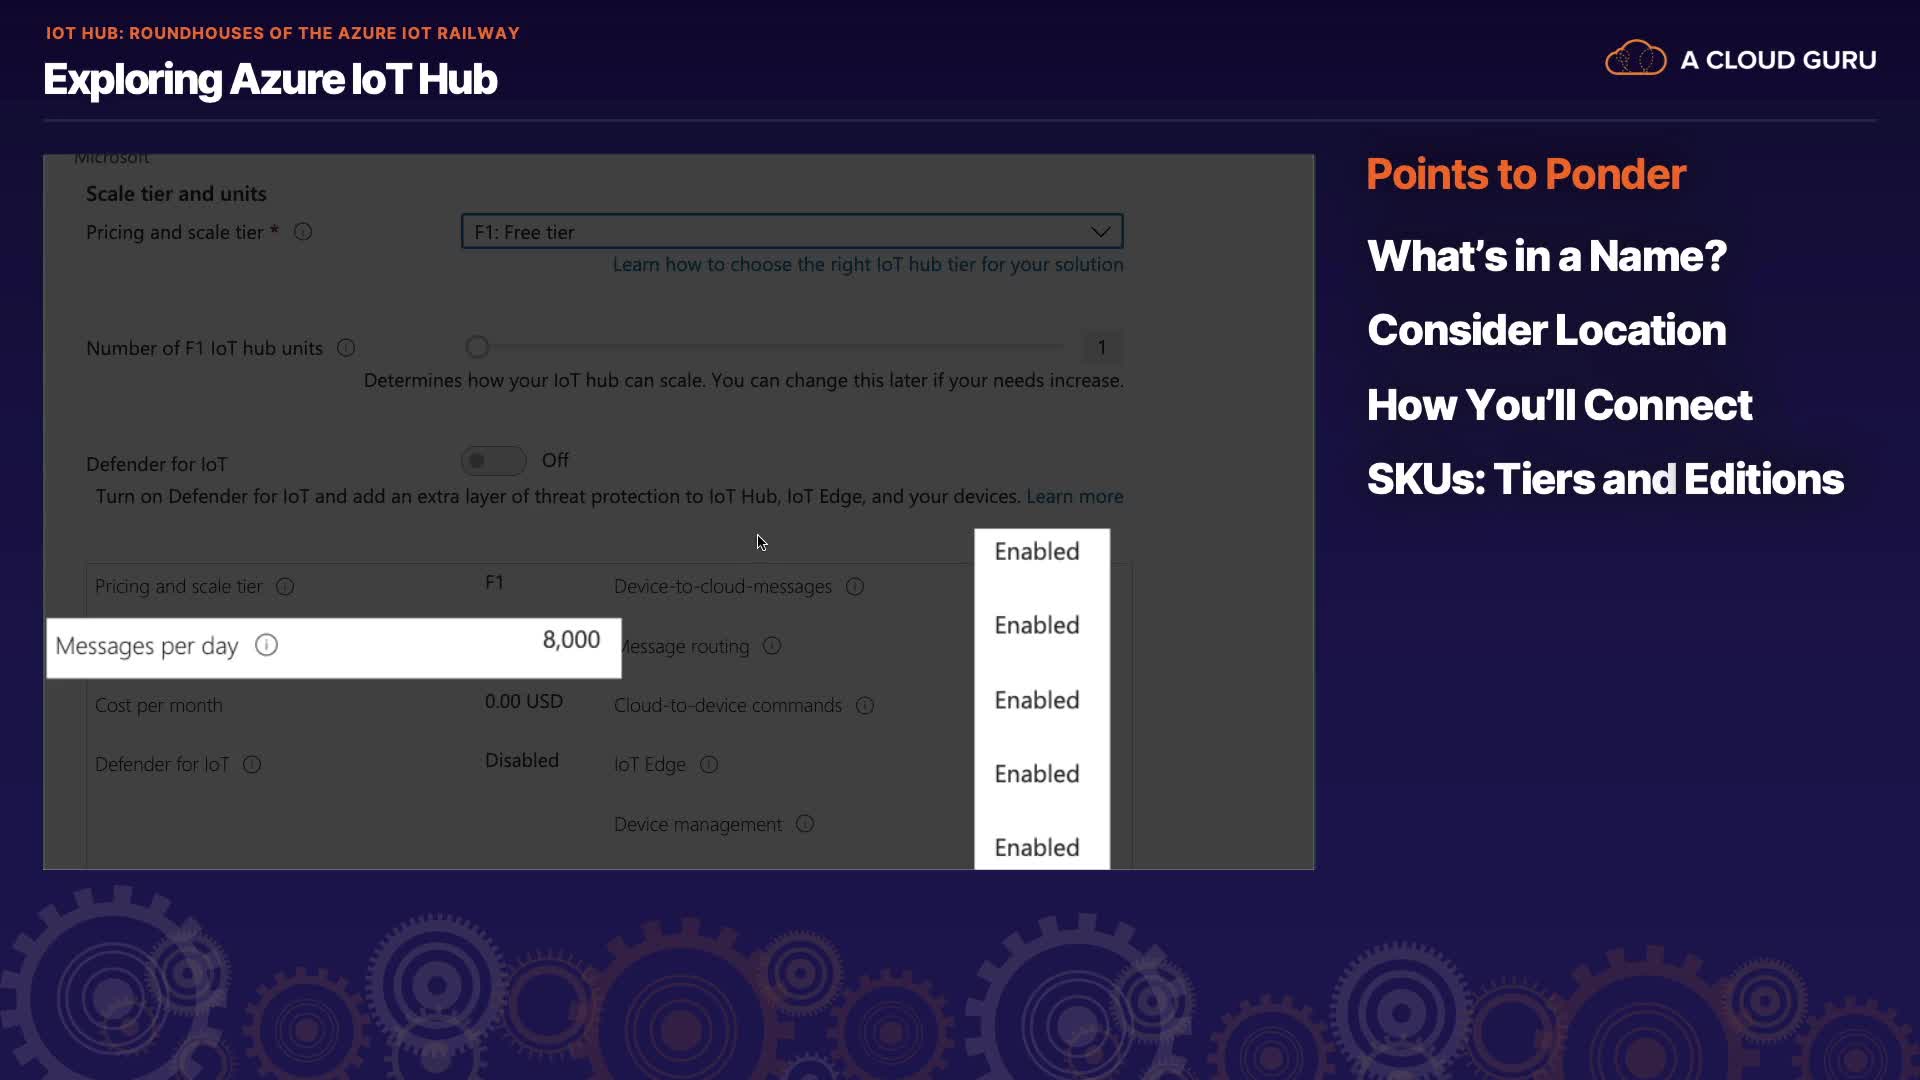 IOT HUB: ROUNDHOUSES OF THE AZURE IOT RAILWAY
Exploring Azure IoT Hub
A CLOUD GURU
Microsoft
Scale tier and units
Pricing and scale tier *
F1: Free tier
Learn how to choose the right IoT hub tier for your solution
Number of F1 IoT hub units
1
Determines how your IoT hub can scale. You can change this later if your needs increase.
Defender for IoT
Off
Turn on Defender for IoT and add an extra layer of threat protection to IoT Hub, IoT Edge, and your devices. Learn more
Pricing and scale tier
F1
Device-to-cloud-messages
Enabled
Messages per day
8,000
Message routing
Enabled
Cost per month
0.00 USD
Cloud-to-device commands
Enabled
Defender for IoT
Disabled
IoT Edge
Enabled
Device management
Enabled
Points to Ponder
What's in a Name?
Consider Location
How You'll Connect
SKUs: Tiers and Editions